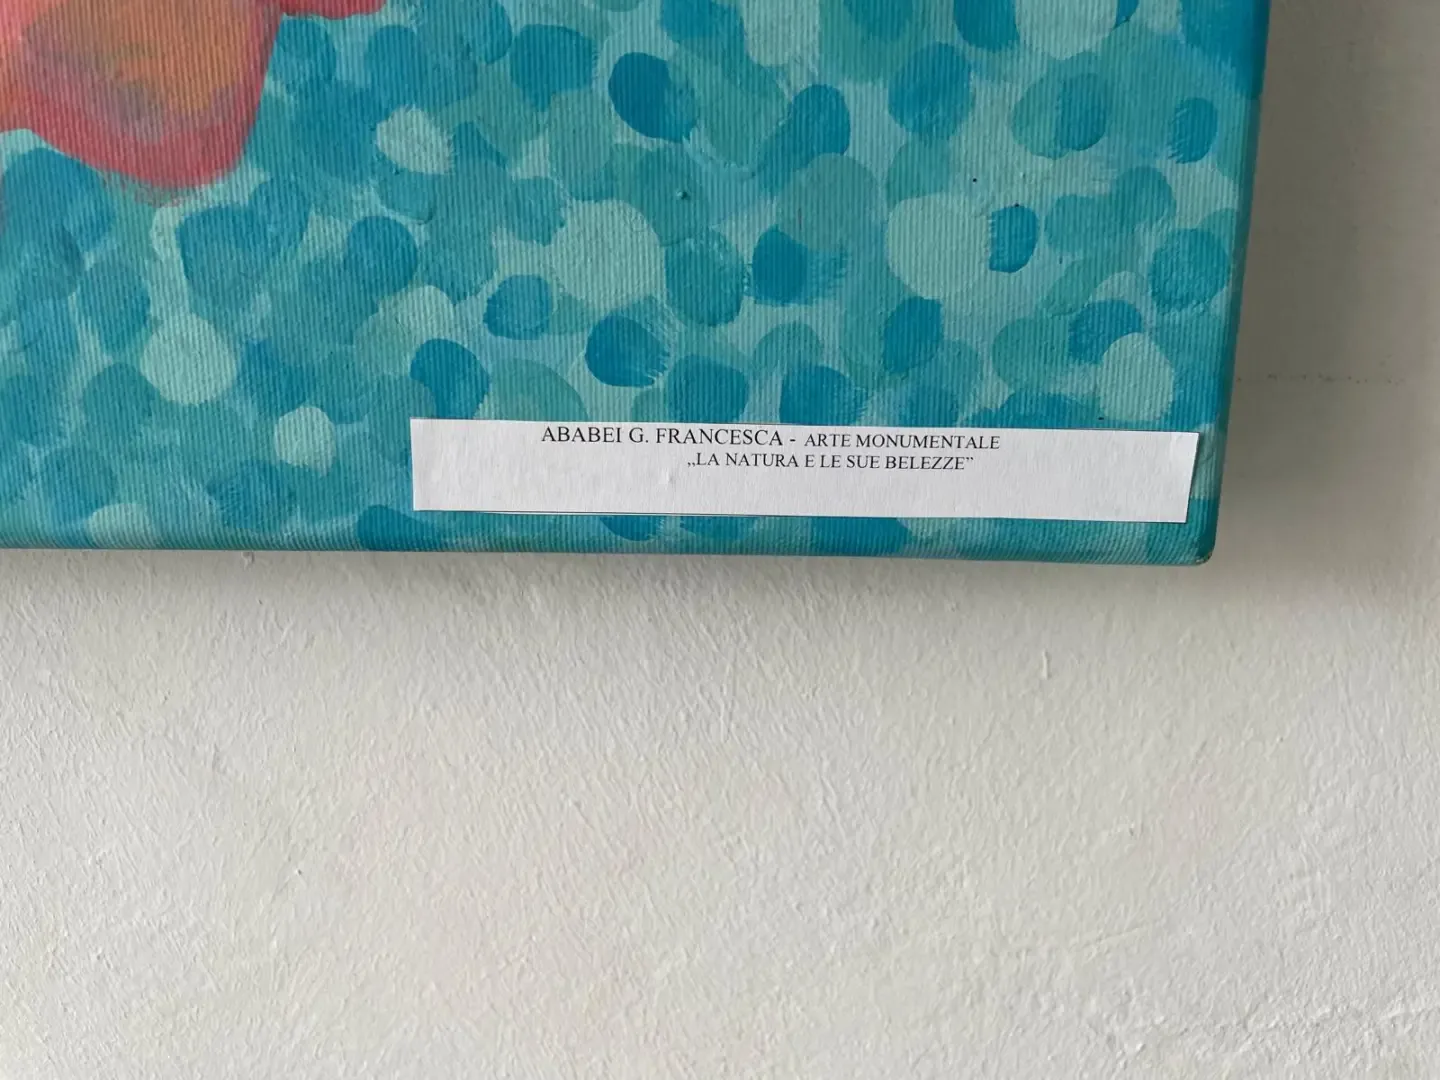 ABABEI G. FRANCESCA - ARTE MONUMENTALE
„LA NATURA E LE SUE BELEZZE”